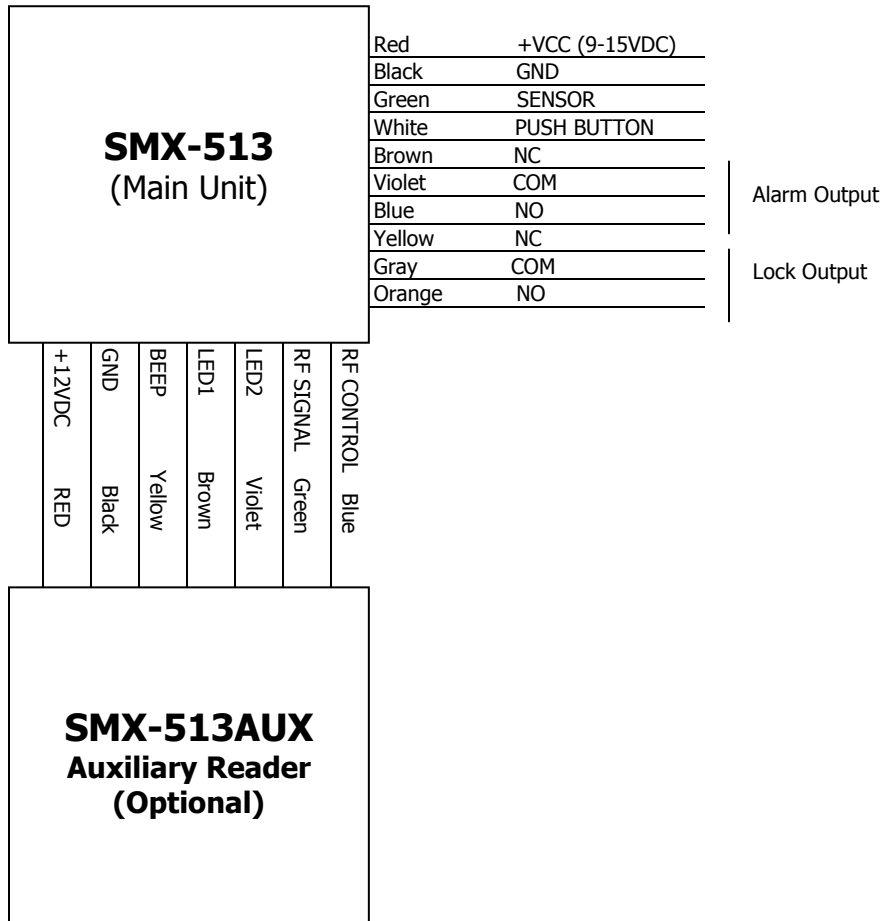 Red +VCC (9-15VDC)
Black GND
Green SENSOR
White PUSH BUTTON
Brown NC
Violet COM
Blue NO
Yellow NC
Gray COM
Orange NO
Alarm Output
Lock Output
SMX-513
(Main Unit)
+12VDC RED
GND Black
BEEP Yellow
LED1 Brown
LED2 Violet
RF SIGNAL Green
RF CONTROL Blue
SMX-513AUX
Auxiliary Reader
(Optional)